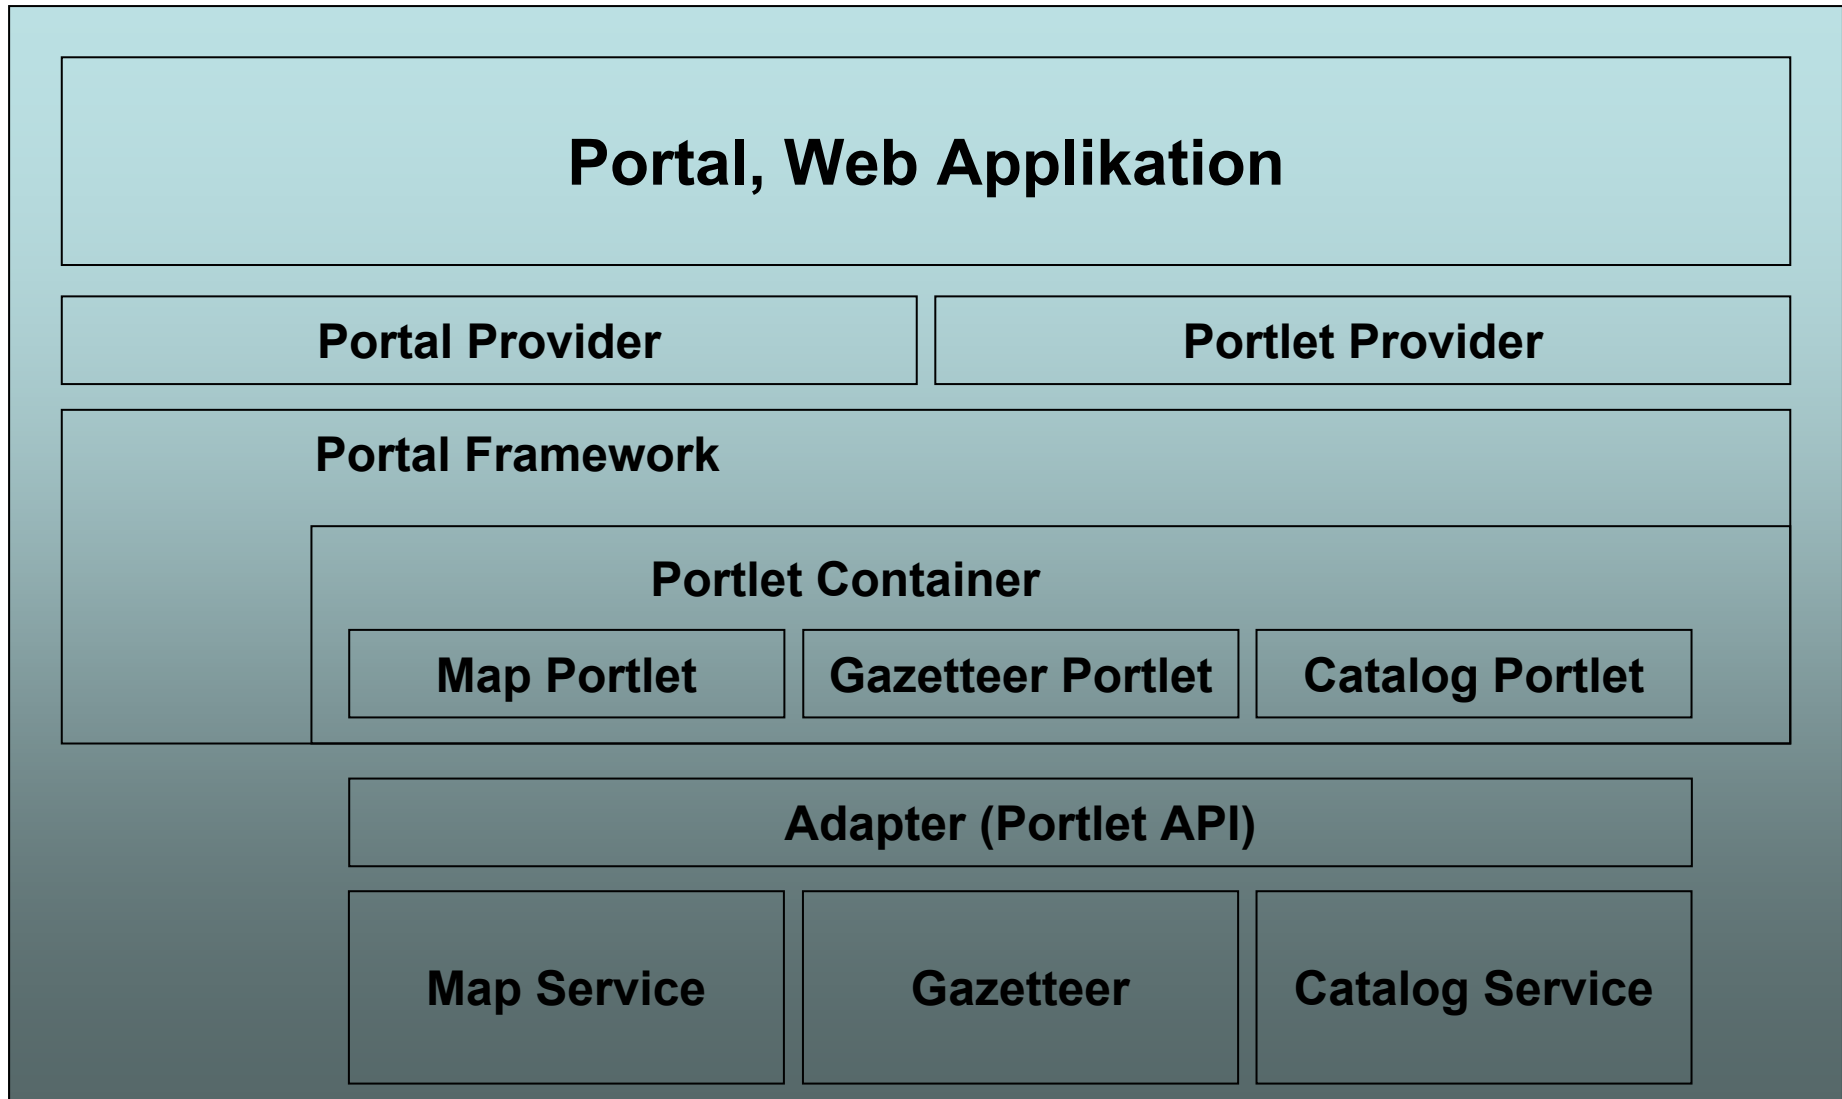 Portal, Web Applikation
Portal Provider
Portlet Provider
Portal Framework
Portlet Container
Map Portlet
Gazetteer Portlet
Catalog Portlet
Adapter (Portlet API)
Map Service
Gazetteer
Catalog Service